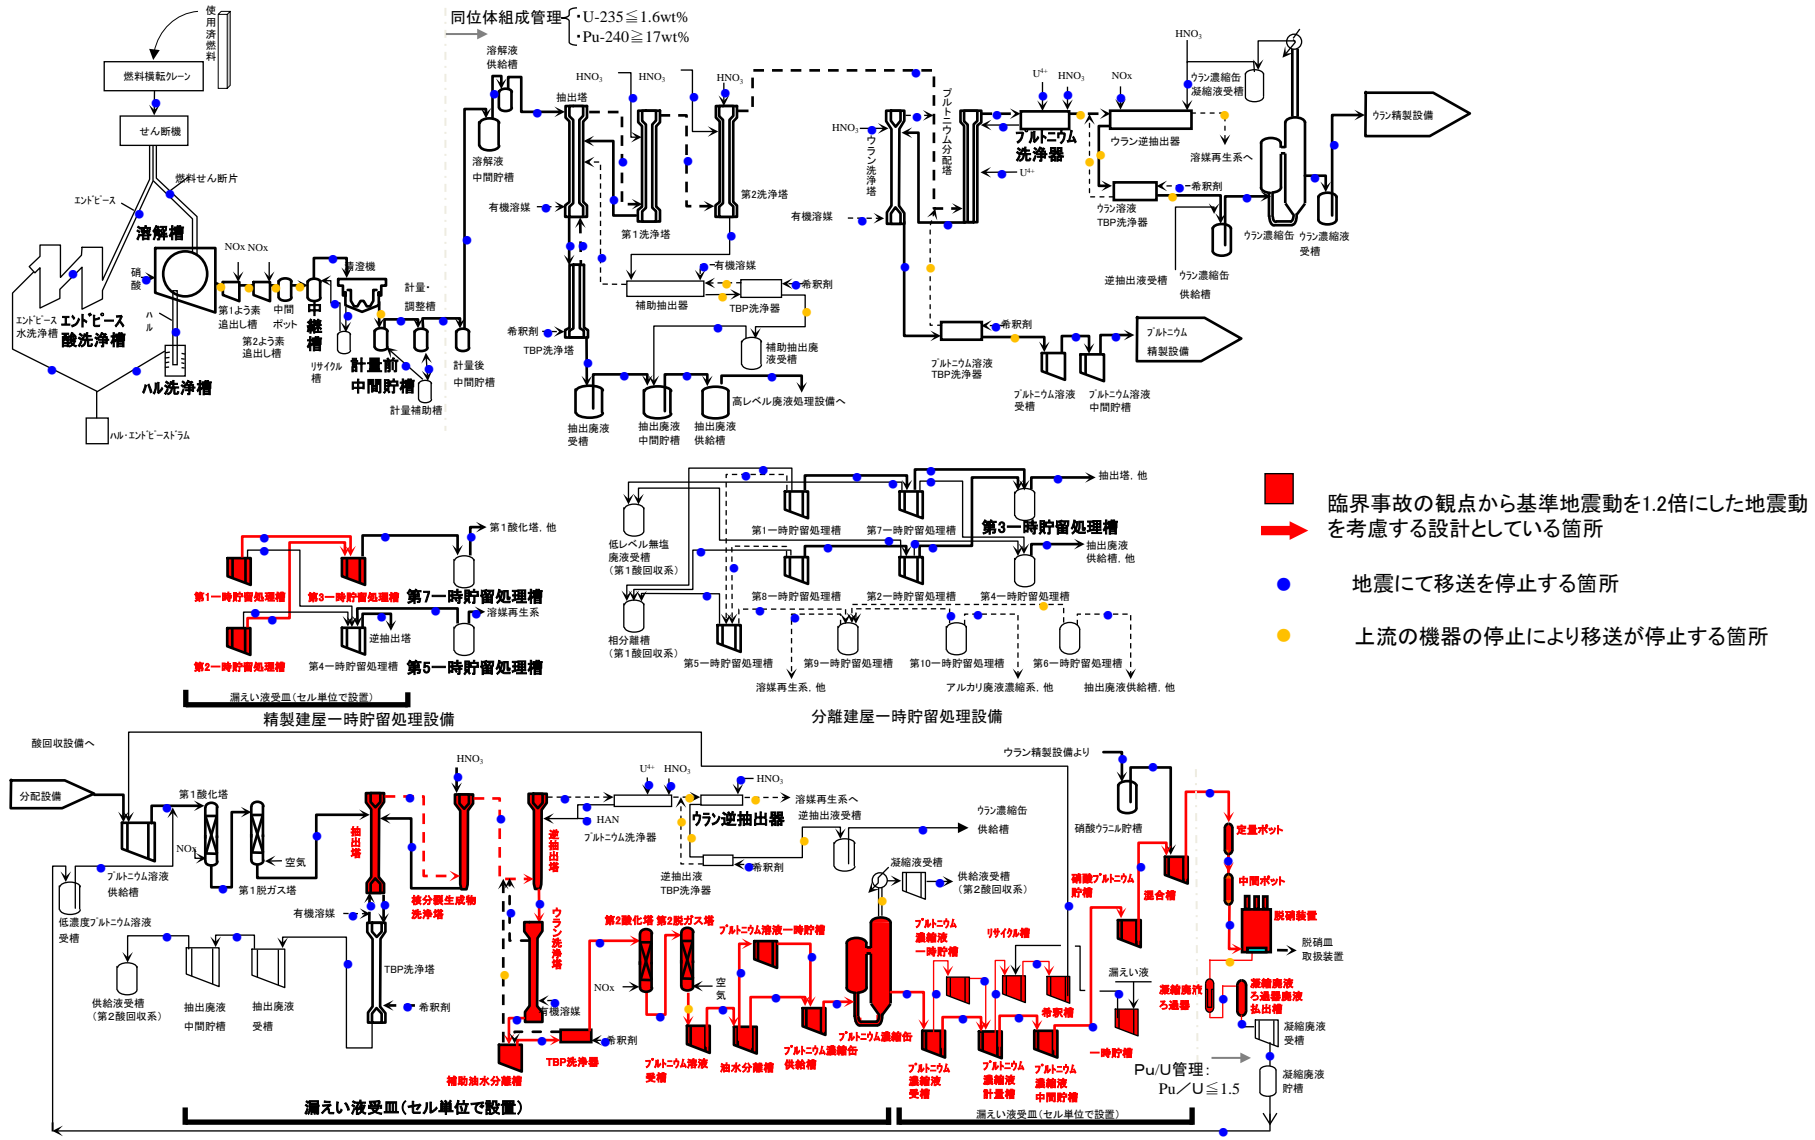 使用済燃料
同位体組成管理
・U-235≦1.6wt%
・Pu-240≧17wt%
燃料横転クレーン
せん断機
燃料せん断片
エンドピース
溶解槽
NOx NOx
硝酸
ハル
エンドピース
水洗浄槽
エンドピース
酸洗浄槽
ハル洗浄槽
ハル・エンドピースドラム
第1よう素
追出し槽
第2よう素
追出し槽
中間
ポット
中継槽
清澄機
リサイクル
槽
計量前
中間貯槽
計量・
調整槽
計量補助槽
計量後
中間貯槽
溶解液
供給槽
溶解液
中間貯槽
HNO₃
HNO₃
HNO₃
抽出塔
第1洗浄塔
第2洗浄塔
有機溶媒
有機溶媒
希釈剤
希釈剤
TBP洗浄塔
補助抽出器
TBP洗浄器
補助抽出廃
液受槽
抽出廃液
受槽
抽出廃液
中間貯槽
抽出廃液
供給槽
高レベル廃液処理設備へ
HNO₃
ウラン洗浄塔
有機溶媒
プルトニウム分配塔
U⁴⁺
HNO₃
NOx
HNO₃
プルトニウム
洗浄器
U⁴⁺
ウラン逆抽出器
溶媒再生系へ
希釈剤
ウラン溶液
TBP洗浄器
逆抽出液受槽
ウラン濃縮缶
供給槽
ウラン濃縮缶
凝縮液受槽
ウラン濃縮缶
ウラン濃縮液
受槽
ウラン精製設備
希釈剤
プルトニウム溶液
TBP洗浄器
プルトニウム溶液
受槽
プルトニウム溶液
中間貯槽
プルトニウム
精製設備
第1酸化塔, 他
第1一時貯留処理槽
第3一時貯留処理槽
第7一時貯留処理槽
溶媒再生系
逆抽出塔
第2一時貯留処理槽
第4一時貯留処理槽
第5一時貯留処理槽
漏えい液受皿(セル単位で設置)
精製建屋一時貯留処理設備
低レベル無塩
廃液受槽
(第1酸回収系)
第1一時貯留処理槽
第7一時貯留処理槽
第3一時貯留処理槽
抽出塔, 他
抽出廃液
供給槽, 他
第8一時貯留処理槽
第2一時貯留処理槽
第4一時貯留処理槽
相分離槽
(第1酸回収系)
第5一時貯留処理槽
第9一時貯留処理槽
第10一時貯留処理槽
第6一時貯留処理槽
溶媒再生系, 他
アルカリ廃液濃縮系, 他
抽出廃液供給槽, 他
分離建屋一時貯留処理設備
臨界事故の観点から基準地震動を1.2倍にした地震動
を考慮する設計としている箇所
地震にて移送を停止する箇所
上流の機器の停止により移送が停止する箇所
酸回収設備へ
分配設備
第1酸化塔
NOx
空気
第1脱ガス塔
プルトニウム溶液
供給槽
低濃度プルトニウム溶液
受槽
供給液受槽
(第2酸回収系)
抽出廃液
中間貯槽
抽出廃液
受槽
抽出塔
有機溶媒
TBP洗浄塔
希釈剤
HNO₃
核分裂生成物
洗浄塔
逆抽出塔
HAN
U⁴⁺
HNO₃
HNO₃
プルトニウム洗浄器
ウラン逆抽出器
溶媒再生系へ
逆抽出液受槽
逆抽出液
TBP洗浄器
希釈剤
ウラン濃縮缶
供給槽
ウラン洗浄塔
有機溶媒
補助油水分離槽
TBP洗浄器
希釈剤
第2酸化塔
第2脱ガス塔
NOx
空気
プルトニウム溶液
受槽
油水分離槽
プルトニウム溶液一時貯槽
プルトニウム濃縮缶
供給槽
プルトニウム濃縮缶
凝縮液受槽
供給液受槽
(第2酸回収系)
プルトニウム
濃縮液
一時貯槽
プルトニウム
濃縮液
受槽
プルトニウム
濃縮液
計量槽
プルトニウム
濃縮液
中間貯槽
リサイクル槽
希釈槽
漏えい液
一時貯槽
ウラン精製設備より
硝酸ウラニル貯槽
硝酸プルトニウム
貯槽
混合槽
定量ポット
中間ポット
脱硝装置
脱硝皿
取扱装置
凝縮廃液
ろ過器
凝縮廃液
ろ過器廃液
払出槽
凝縮廃液
受槽
凝縮廃液
貯槽
Pu/U管理:
Pu/U≦1.5
漏えい液受皿(セル単位で設置)
漏えい液受皿(セル単位で設置)